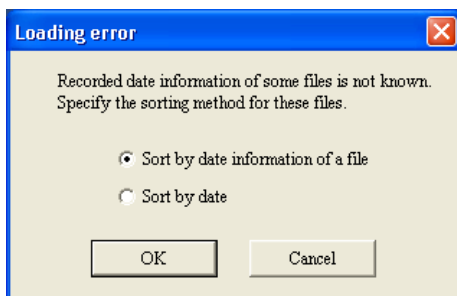 Loading error
Recorded date information of some files is not known.
Specify the sorting method for these files.
Sort by date information of a file
Sort by date
OK
Cancel